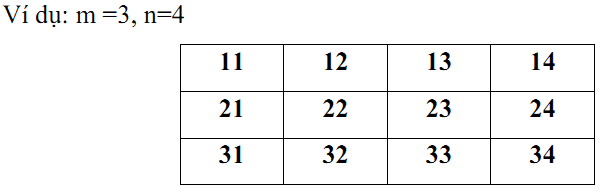 Ví dụ: m =3, n=4
11 12 13 14
21 22 23 24
31 32 33 34